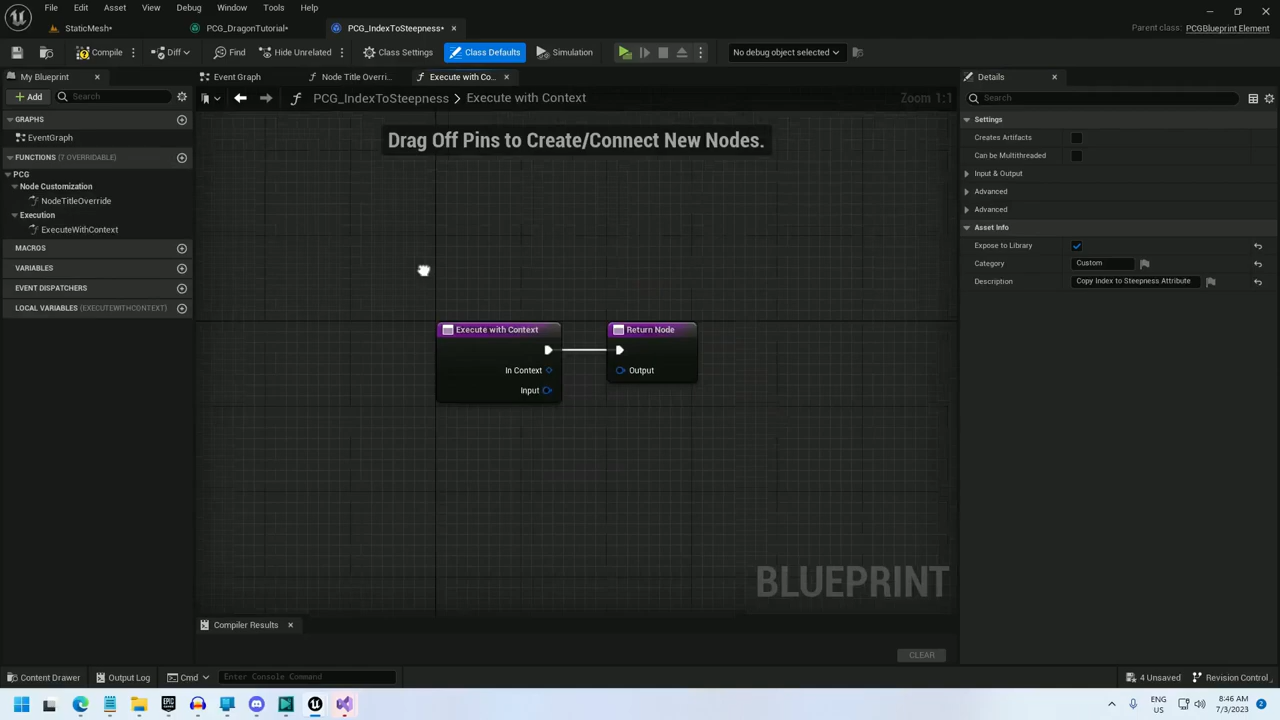 File Edit Asset View Debug Window Tools Help
StaticMesh•
PCG_DragonTutorial•
PCG_IndexToSteepness•
Parent class: PCGBlueprint Element
Compile
Diff
Find
Hide Unrelated
Class Settings
Class Defaults
Simulation
No debug object selected
My Blueprint
Event Graph
Node Title Overri...
Execute with Co...
Details
Add
Search
PCG_IndexToSteepness > Execute with Context
Zoom 1:1
Search
GRAPHS
EventGraph
FUNCTIONS (7 OVERRIDABLE)
PCG
Node Customization
NodeTitleOverride
Execution
ExecuteWithContext
MACROS
VARIABLES
EVENT DISPATCHERS
LOCAL VARIABLES (EXECUTEWITHCONTEXT)
Drag Off Pins to Create/Connect New Nodes.
Execute with Context
In Context
Input
Return Node
Output
BLUEPRINT
Settings
Creates Artifacts
Can be Multithreaded
Input & Output
Advanced
Advanced
Asset Info
Expose to Library
Category Custom
Description Copy Index to Steepness Attribute
Compiler Results
CLEAR
Content Drawer
Output Log
Cmd
Enter Console Command
4 Unsaved
Revision Control
ENG
US
8:46 AM
7/3/2023
2